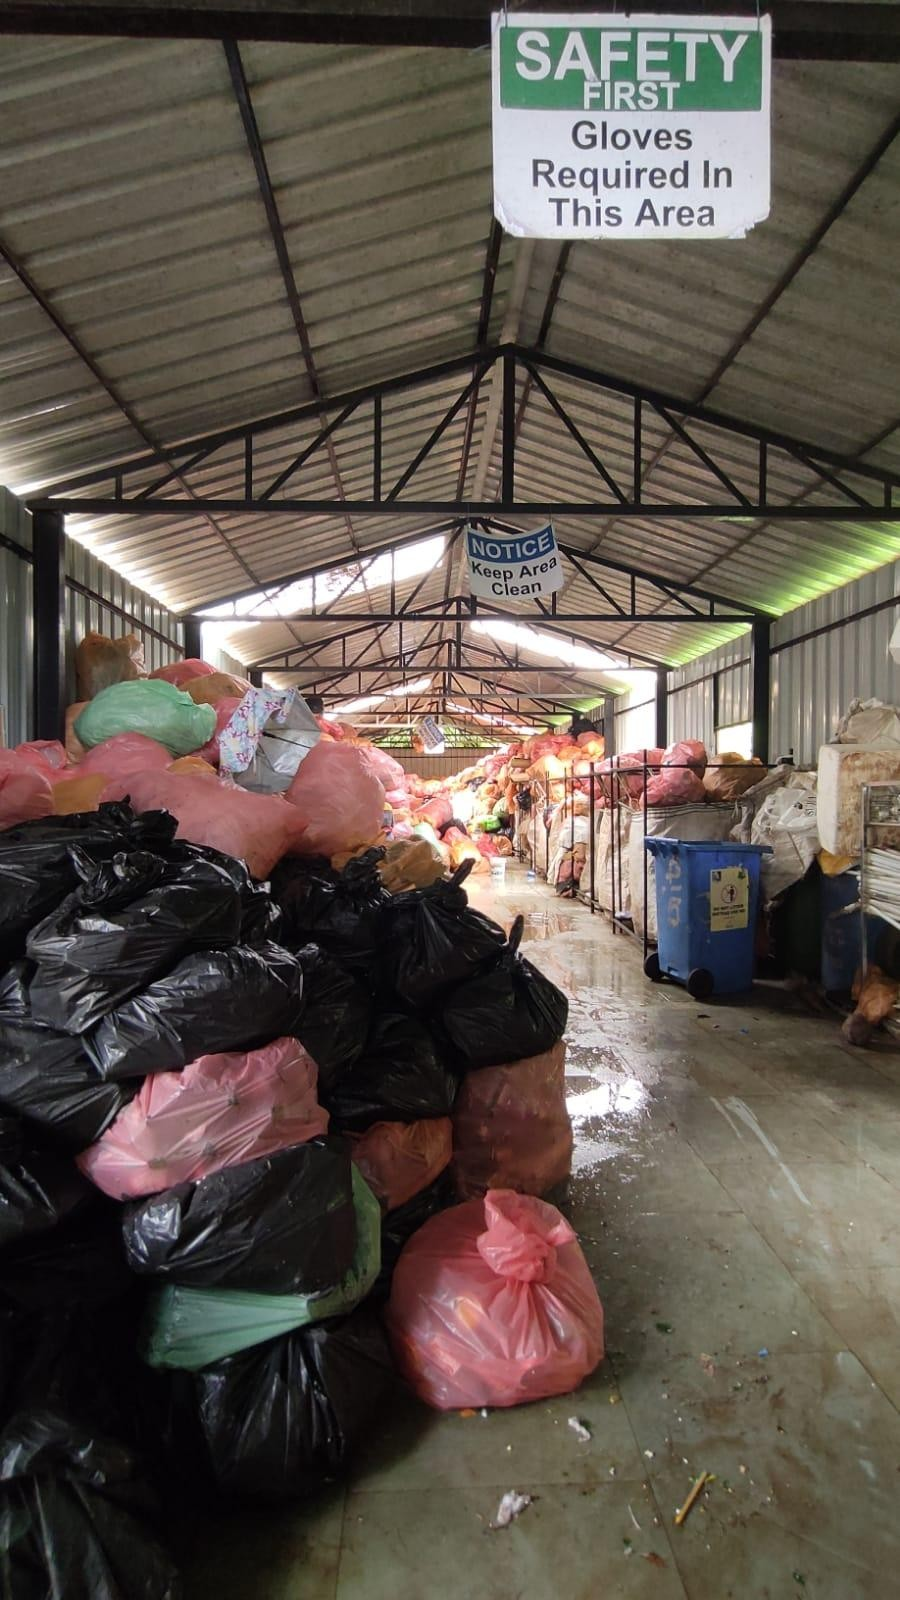 SAFETY
FIRST
Gloves
Required In
This Area
NOTICE
Keep Area
Clean